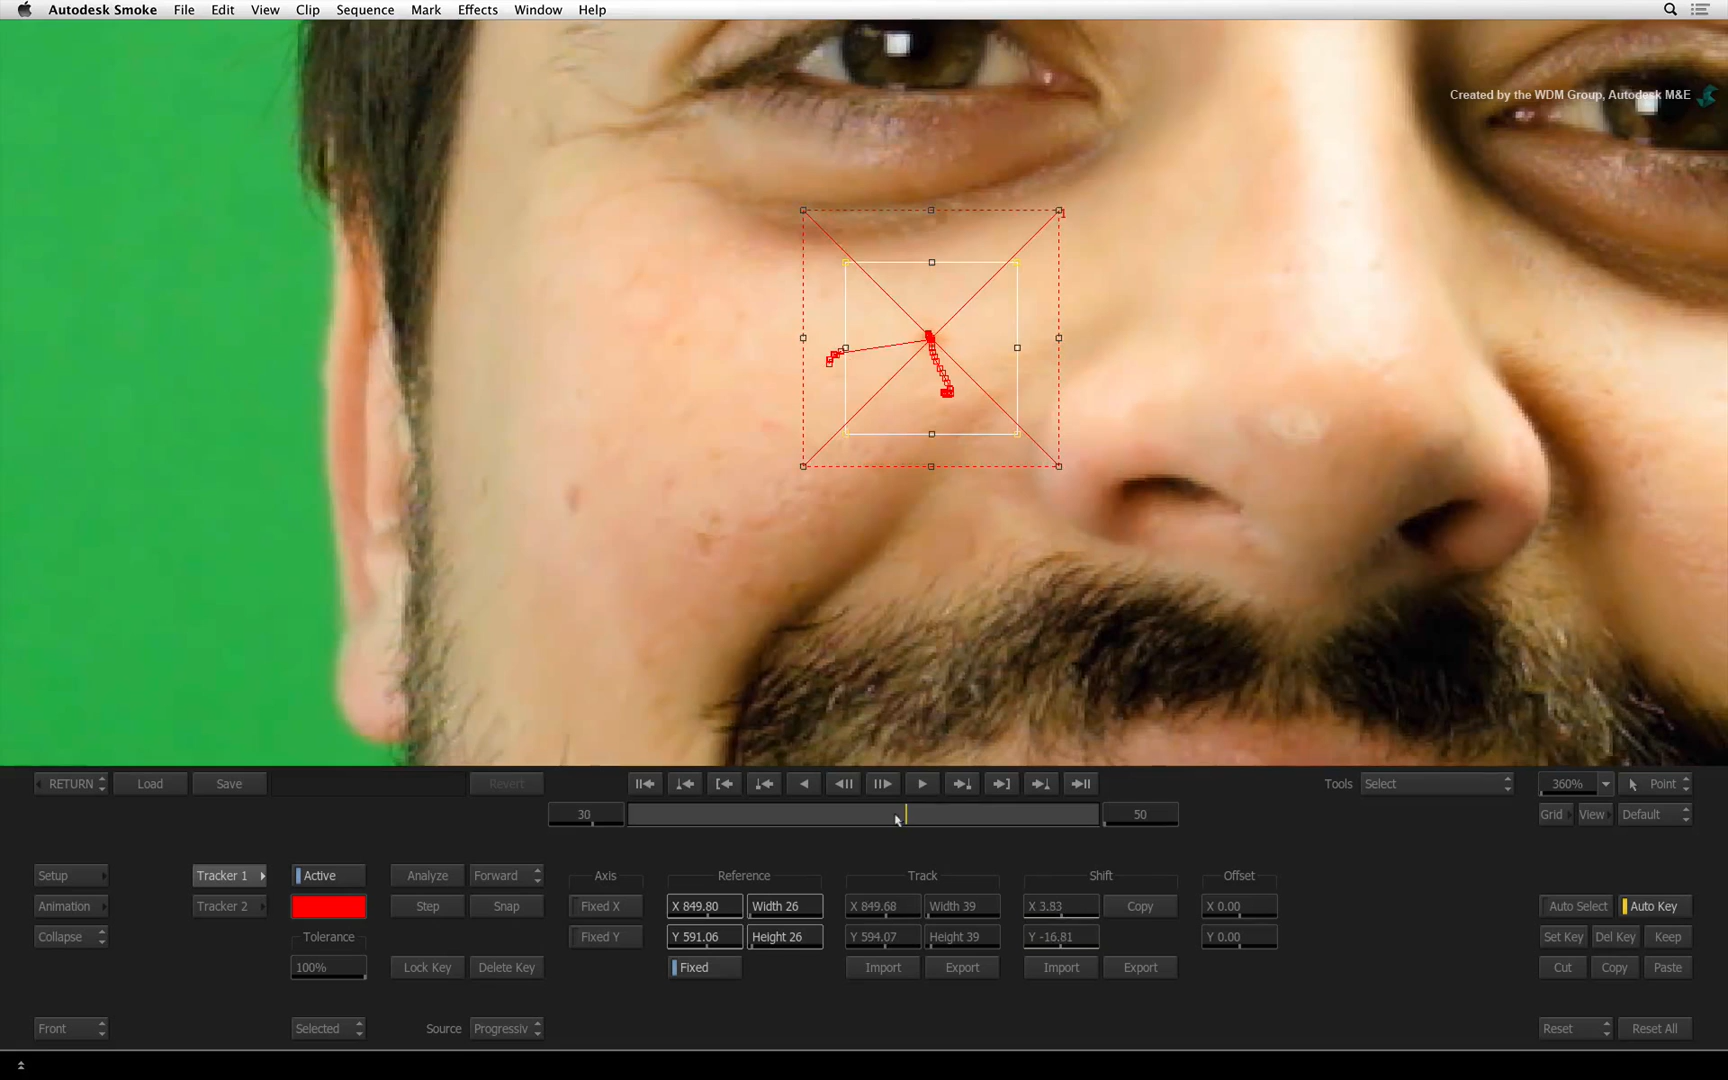 Autodesk Smoke File Edit View Clip Sequence Mark Effects Window Help
Created by the WDM Group, Autodesk M&E
1
RETURN Load Save Revert Tools Select 360% Point
30 50 Grid View Default
Setup Tracker 1 Active Analyze Forward Axis Reference Track Shift Offset
Animation Tracker 2 Step Snap Fixed X X 849.80 Width 26 X 849.68 Width 39 X 3.83 Copy X 0.00 Auto Select Auto Key
Collapse Tolerance Fixed Y Y 591.06 Height 26 Y 594.07 Height 39 Y -16.81 Y 0.00 Set Key Del Key Keep
100% Lock Key Delete Key Fixed Import Export Import Export Cut Copy Paste
Front Selected Source Progressiv Reset Reset All